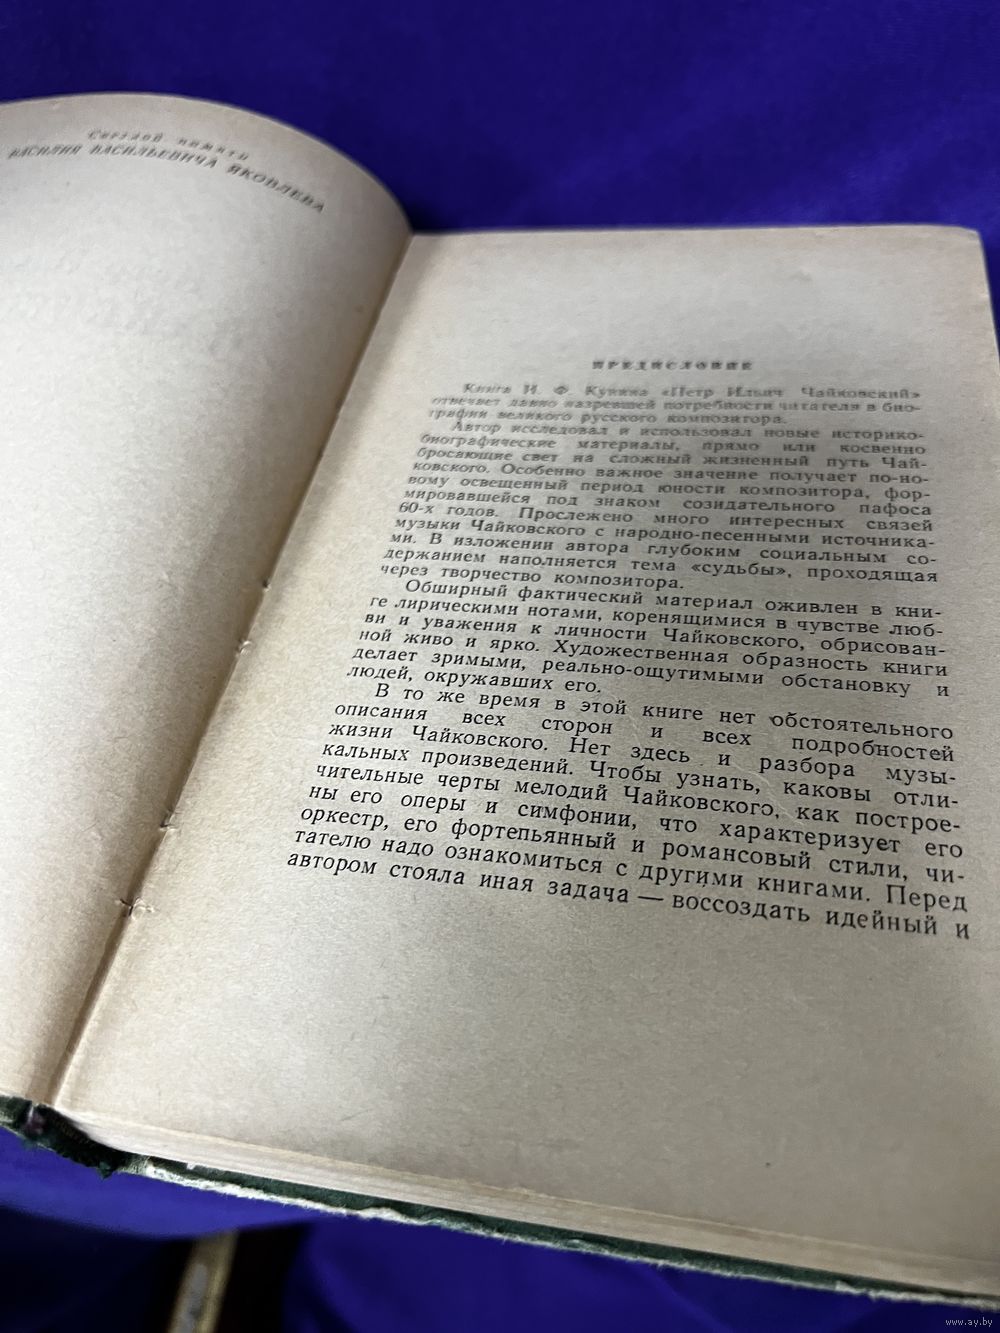 Светлой памяти
ВАСИЛИЯ ВАСИЛЬЕВИЧА ЯКОВЛЕВА
ПРЕДИСЛОВИЕ
Книга И. Ф. Кунина «Петр Ильич Чайковский»
отвечает давно назревшей потребности читателя в био-
графии великого русского композитора.
Автор исследовал и использовал новые историко-
биографические материалы, прямо или косвенно
бросающие свет на сложный жизненный путь Чай-
ковского. Особенно важное значение получает по-но-
вому освещенный период юности композитора, фор-
мировавшейся под знаком созидательного пафоса
60-х годов. Прослежено много интересных связей
музыки Чайковского с народно-песенными источника-
ми. В изложении автора глубоким социальным со-
держанием наполняется тема «судьбы», проходящая
через творчество композитора.
Обширный фактический материал оживлен в кни-
ге лирическими нотами, коренящимися в чувстве люб-
ви и уважения к личности Чайковского, обрисован-
ной живо и ярко. Художественная образность книги
делает зримыми, реально-ощутимыми обстановку и
людей, окружавших его.
В то же время в этой книге нет обстоятельного
описания всех сторон и всех подробностей
жизни Чайковского. Нет здесь и разбора музы-
кальных произведений. Чтобы узнать, каковы отли-
чительные черты мелодий Чайковского, как построе-
ны его оперы и симфонии, что характеризует его
оркестр, его фортепьянный и романсовый стили, чи-
тателю надо ознакомиться с другими книгами. Перед
автором стояла иная задача — воссоздать идейный и
www.ay.by